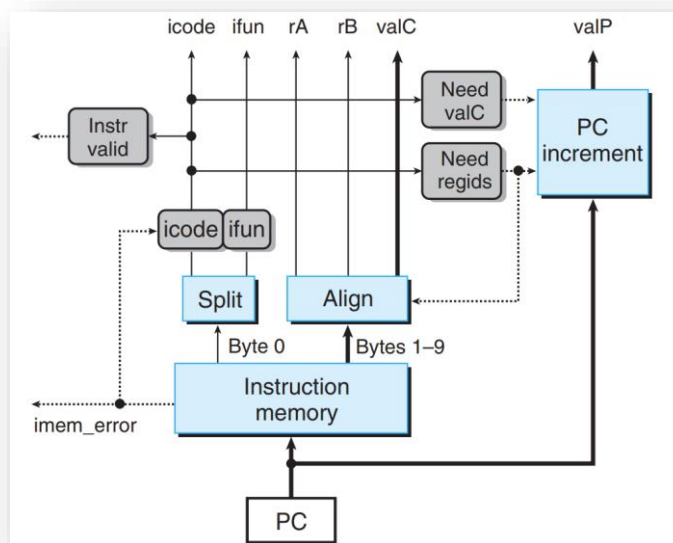 icode ifun rA rB valC valP
Need
valC
Instr
valid
PC
increment
Need
regids
icode ifun
Split Align
Byte 0 Bytes 1–9
Instruction
memory
imem_error
PC